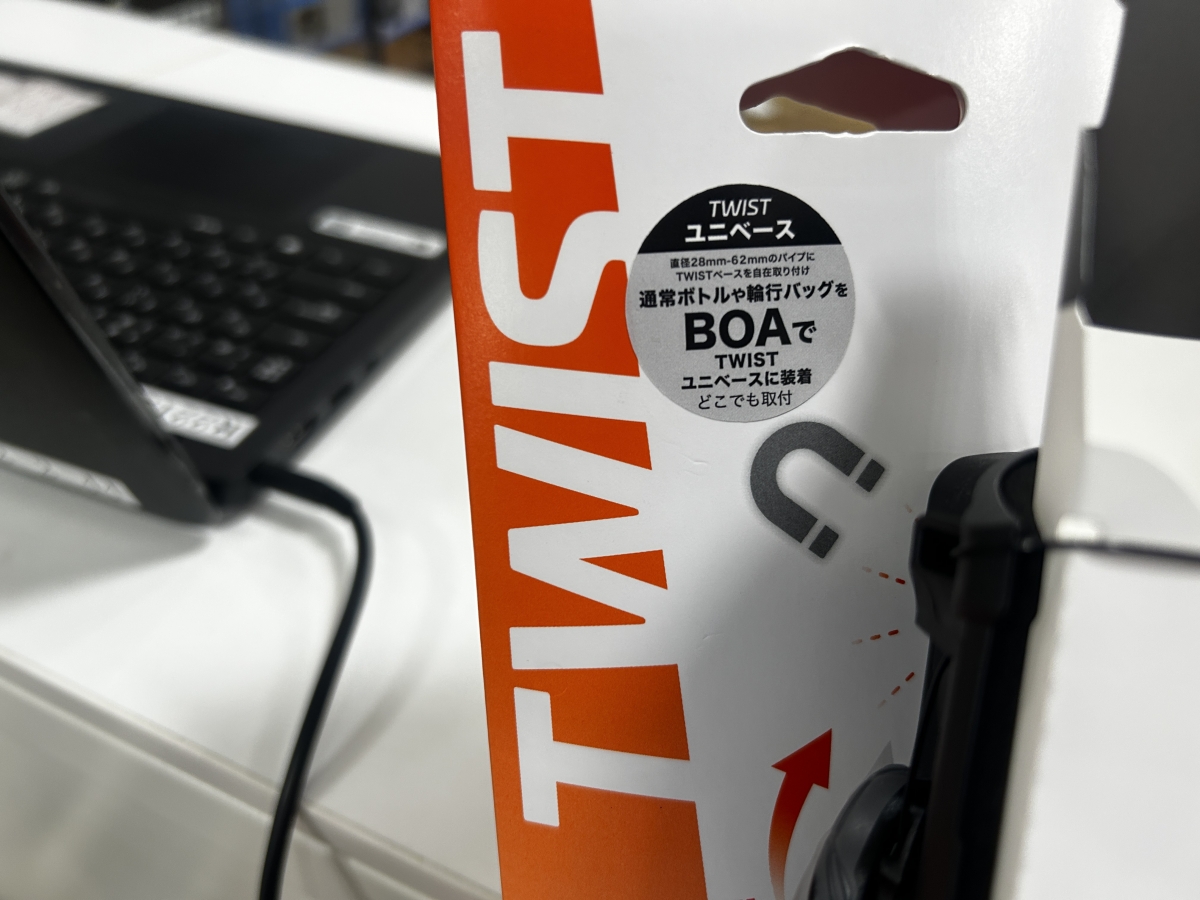 TWIST
TWIST
ユニベース
直径28mm-62mmのパイプに
TWISTベースを自在取り付け
通常ボトルや輪行バッグを
BOAで
TWIST
ユニベースに装着
どこでも取付